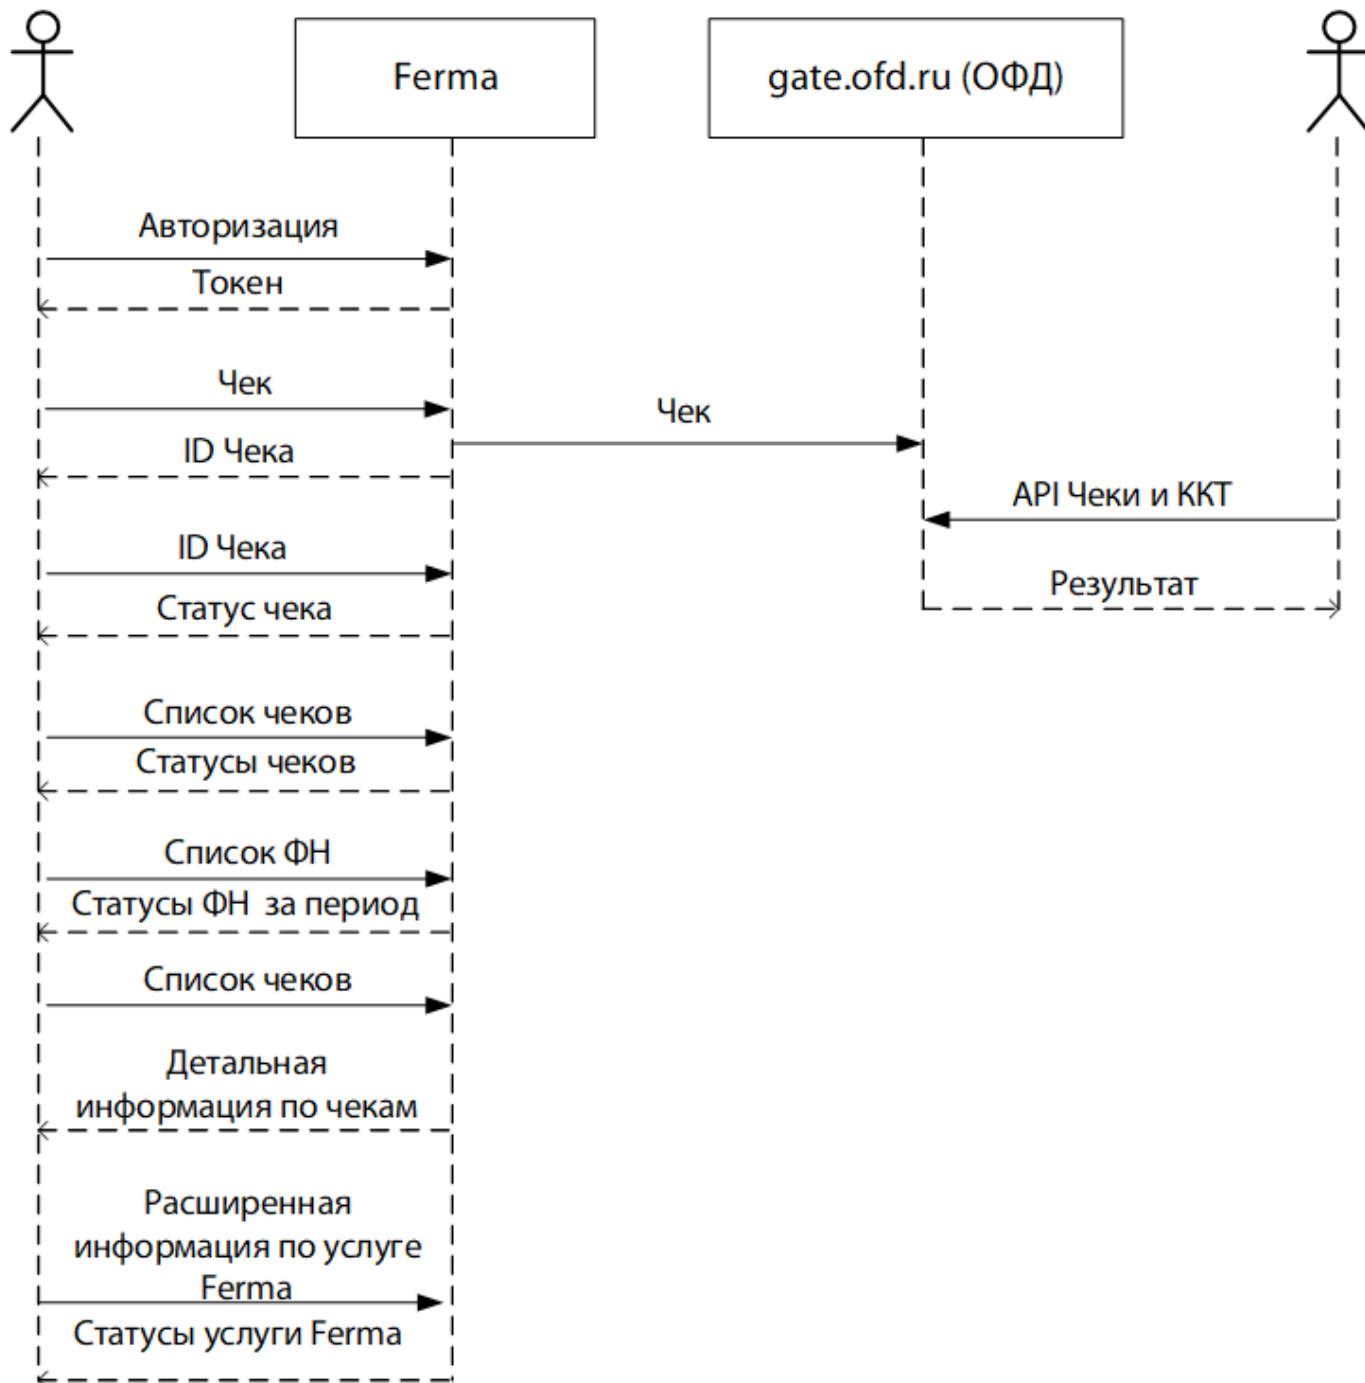 Ferma
gate.ofd.ru (ОФД)
Авторизация
Токен
Чек
Чек
ID Чека
API Чеки и ККТ
ID Чека
Результат
Статус чека
Список чеков
Статусы чеков
Список ФН
Статусы ФН за период
Список чеков
Детальная
информация по чекам
Расширенная
информация по услуге
Ferma
Статусы услуги Ferma